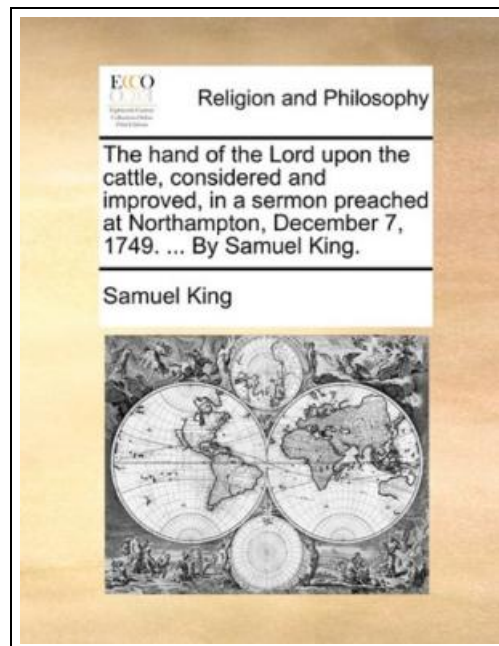 ECCO
Religion and Philosophy
The hand of the Lord upon the
cattle, considered and
improved, in a sermon preached
at Northampton, December 7,
1749. ... By Samuel King.
Samuel King